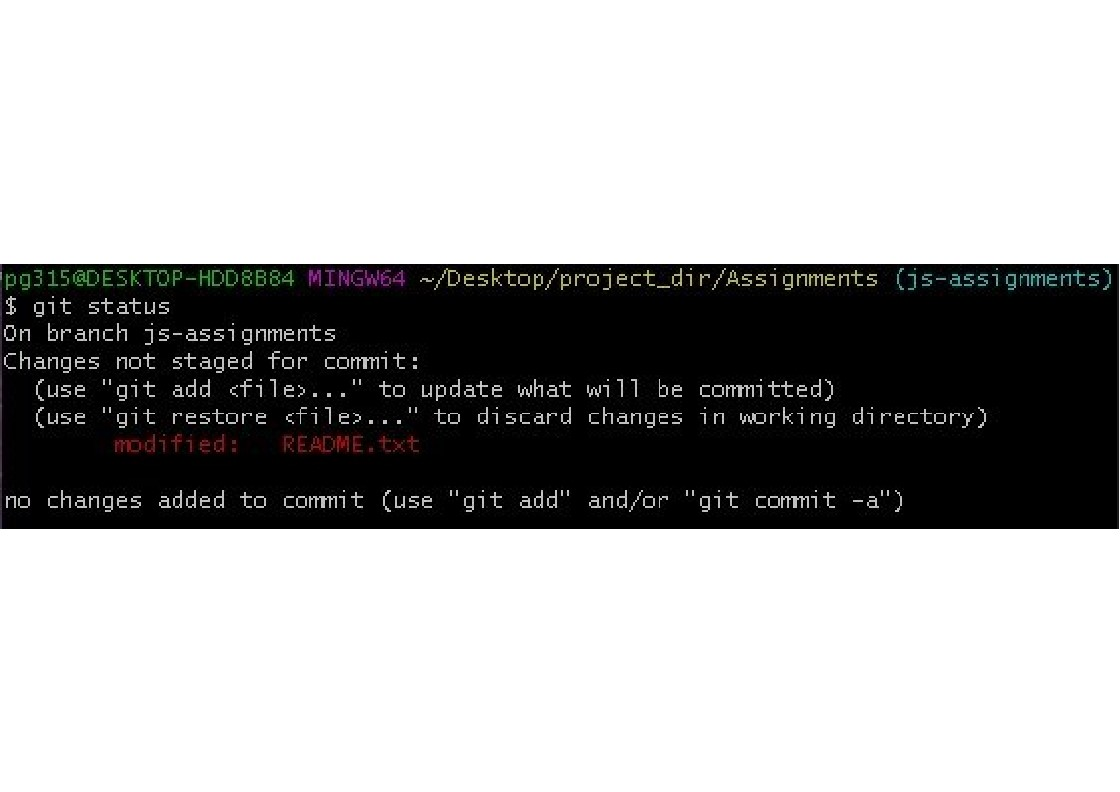 pg315@DESKTOP-HDD8B84 MINGW64 ~/Desktop/project_dir/Assignments (js-assignments)
$ git status
On branch js-assignments
Changes not staged for commit:
  (use "git add <file>..." to update what will be committed)
  (use "git restore <file>..." to discard changes in working directory)
        modified:   README.txt

no changes added to commit (use "git add" and/or "git commit -a")